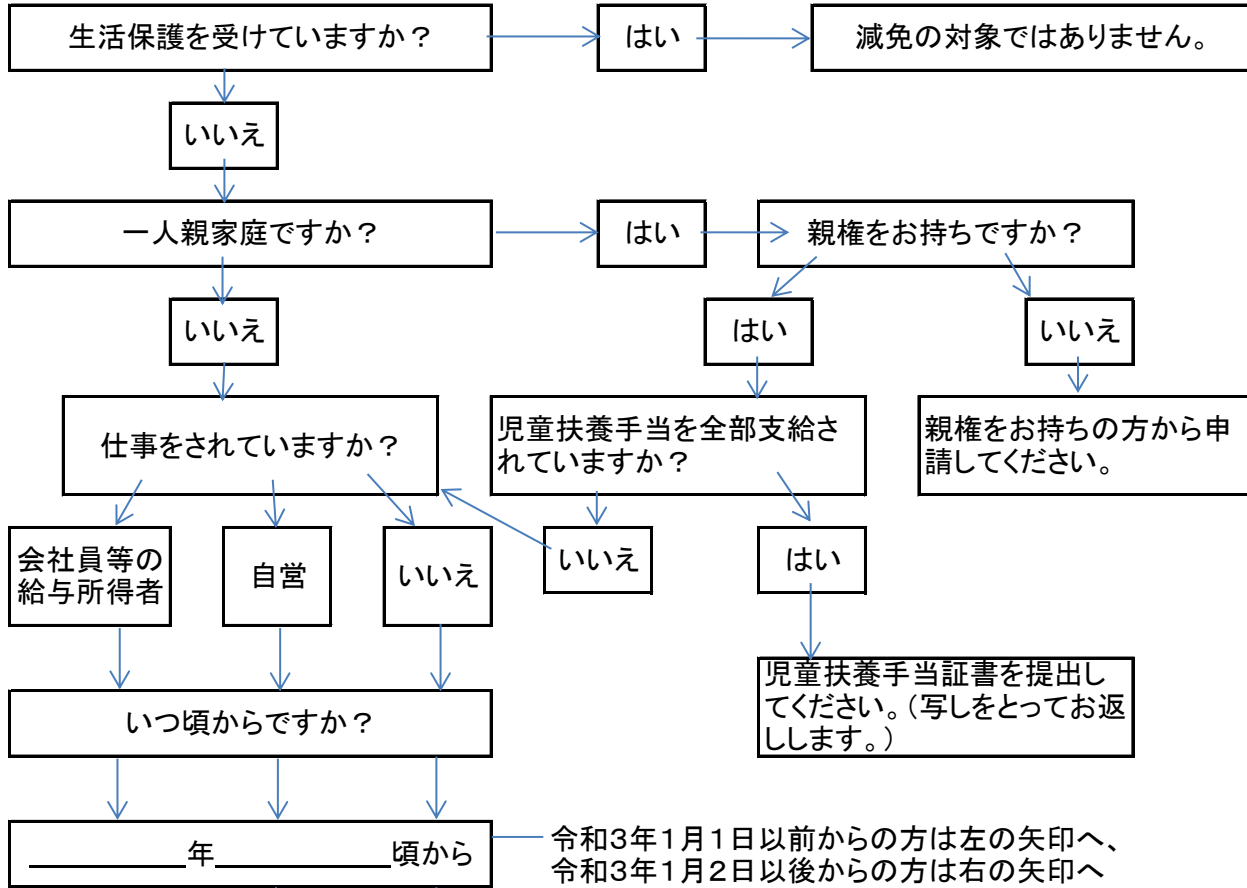 生活保護を受けていますか？
はい
減免の対象ではありません。
いいえ
一人親家庭ですか？
はい
親権をお持ちですか？
いいえ
はい
いいえ
仕事をされていますか？
児童扶養手当を全部支給さ
れていますか？
親権をお持ちの方から申
請してください。
会社員等の
給与所得者
自営
いいえ
いいえ
はい
児童扶養手当証書を提出し
てください。（写しをとってお返
しします。）
いつ頃からですか？
年 頃から
令和３年１月１日以前からの方は左の矢印へ、
令和３年１月２日以後からの方は右の矢印へ